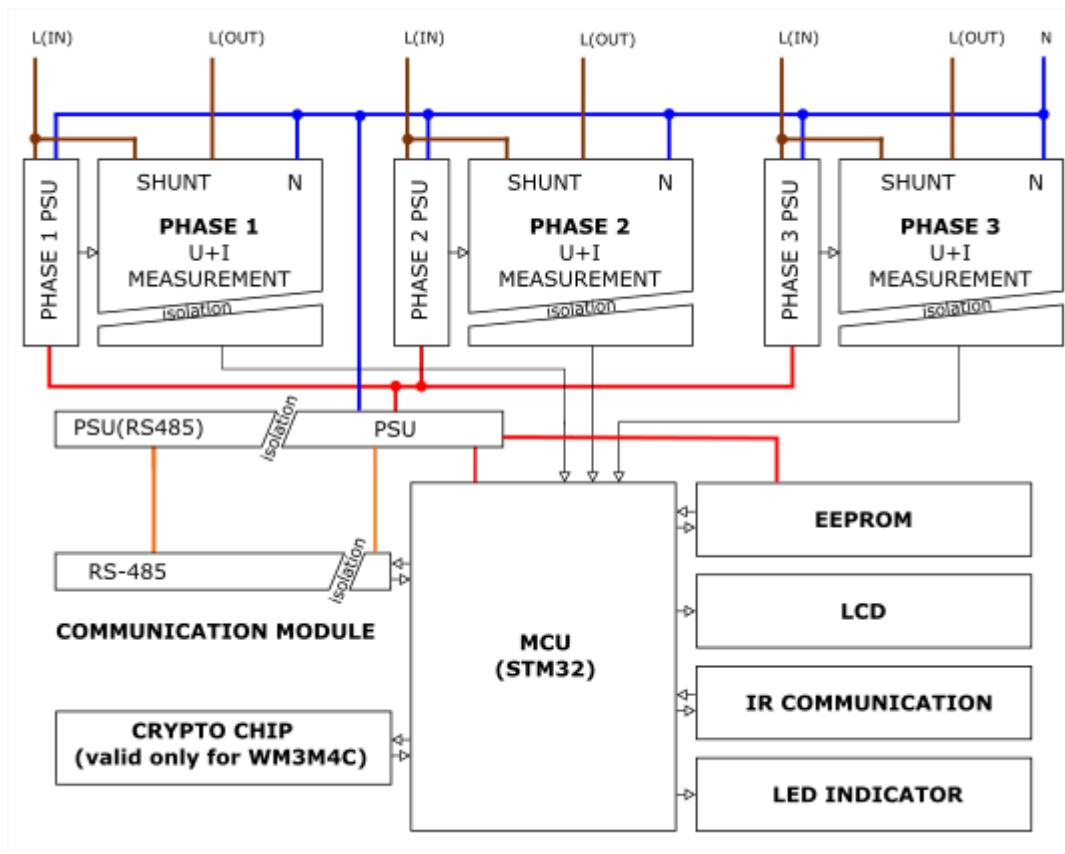 L(IN)
L(OUT)
L(IN)
L(OUT)
L(IN)
L(OUT)
N
PHASE 1 PSU
SHUNT
N
PHASE 1
U+I
MEASUREMENT
isolation
PHASE 2 PSU
SHUNT
N
PHASE 2
U+I
MEASUREMENT
isolation
PHASE 3 PSU
SHUNT
N
PHASE 3
U+I
MEASUREMENT
isolation
PSU(RS485)
isolation
PSU
RS-485
isolation
COMMUNICATION MODULE
CRYPTO CHIP
(valid only for WM3M4C)
MCU
(STM32)
EEPROM
LCD
IR COMMUNICATION
LED INDICATOR